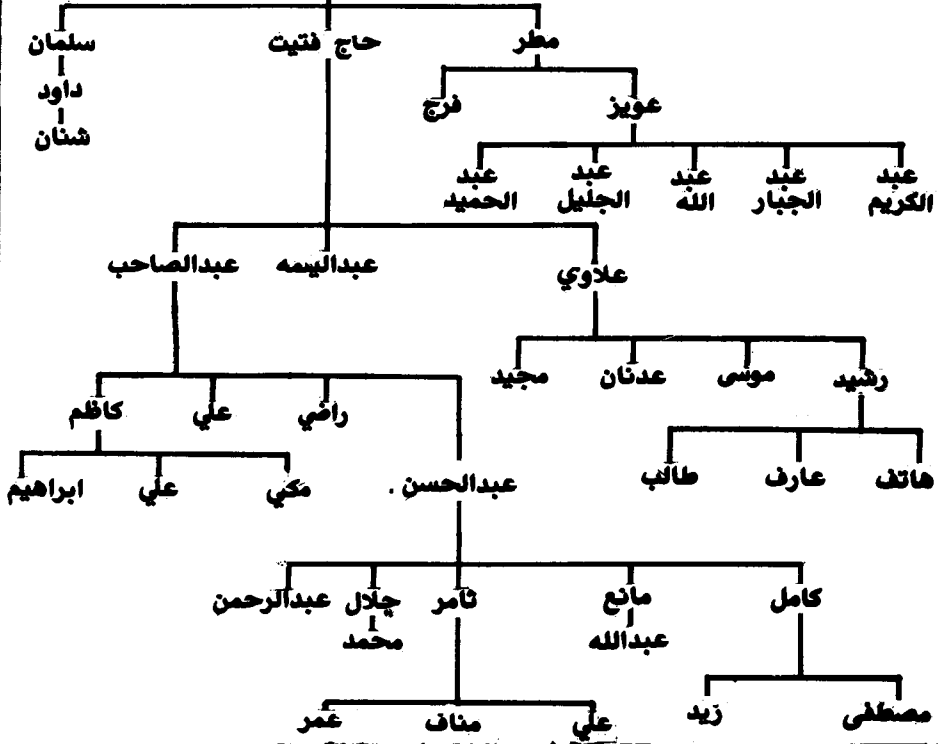 مطر
حاج فتيت
سلمان
عويز
فرج
داود
شنان
عبد الكريم
عبد الجبار
عبد الله
عبد الجليل
عبد الحميد
علاوي
عبدالصاحب
رشيد
موسى
عدنان
مجيد
راضي
علي
كاظم
هاتف
عارف
طالب
عبدالحسن
مكي
علي
ابراهيم
كامل
مانع
ثامر
جلال
عبدالرحمن
عبدالله
محمد
مصطفى
زيد
علي
مناف
عمر